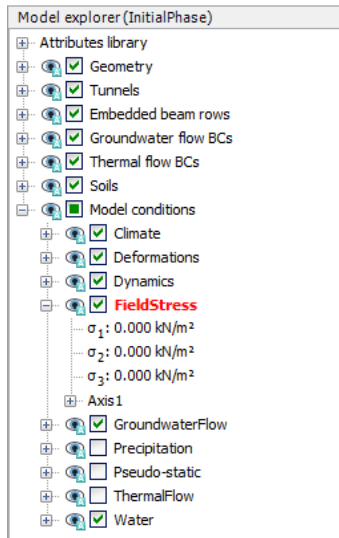 Model explorer (InitialPhase)
Attributes library
Geometry
Tunnels
Embedded beam rows
Groundwater flow BCs
Thermal flow BCs
Soils
Model conditions
Climate
Deformations
Dynamics
FieldStress
σ₁: 0.000 kN/m²
σ₂: 0.000 kN/m²
σ₃: 0.000 kN/m²
Axis1
GroundwaterFlow
Precipitation
Pseudo-static
ThermalFlow
Water